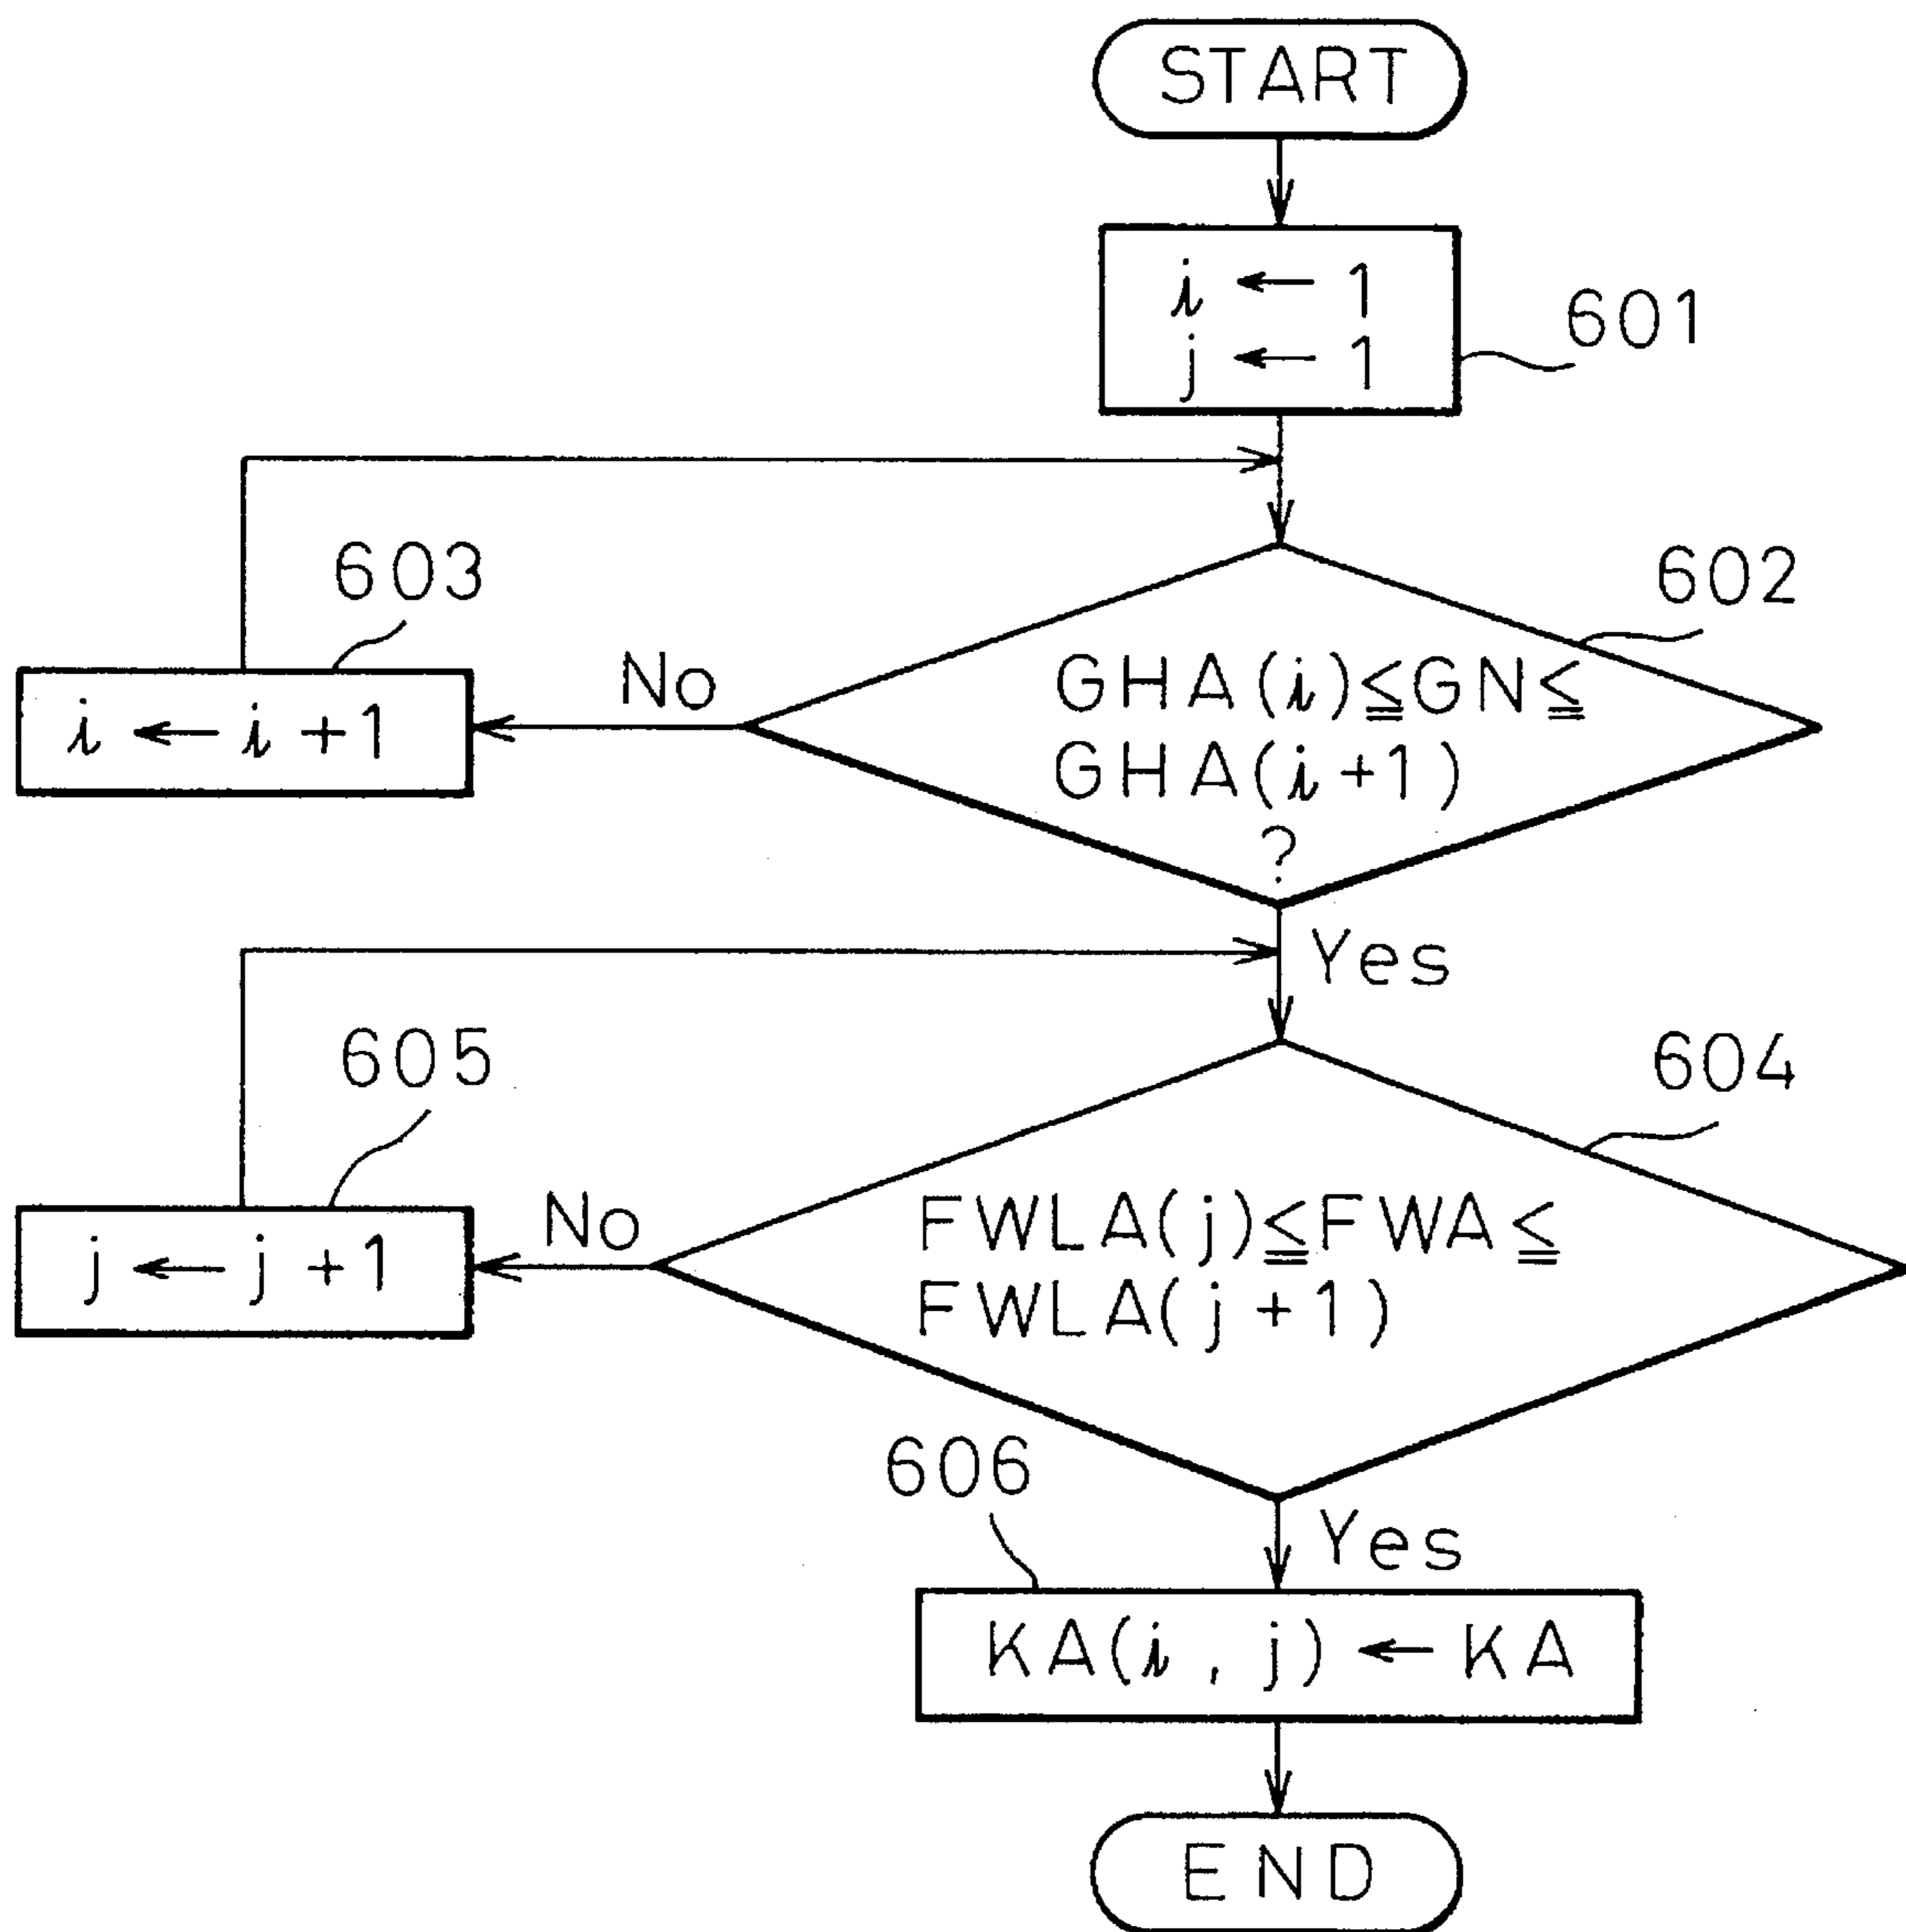 START
i ← 1
j ← 1
601
602
603
GHA(i)≦GN≦
GHA(i+1)
?
No
i ← i+1
Yes
604
605
FWLA(j)≦FWA≦
FWLA(j+1)
No
j ← j+1
606
Yes
KA(i, j) ← KA
END